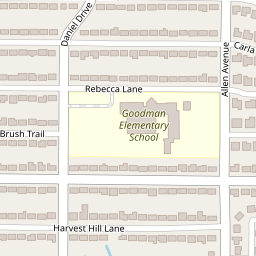 Daniel Drive
Allen Avenue
Carla
Rebecca Lane
Goodman
Elementary
School
Brush Trail
Harvest Hill Lane